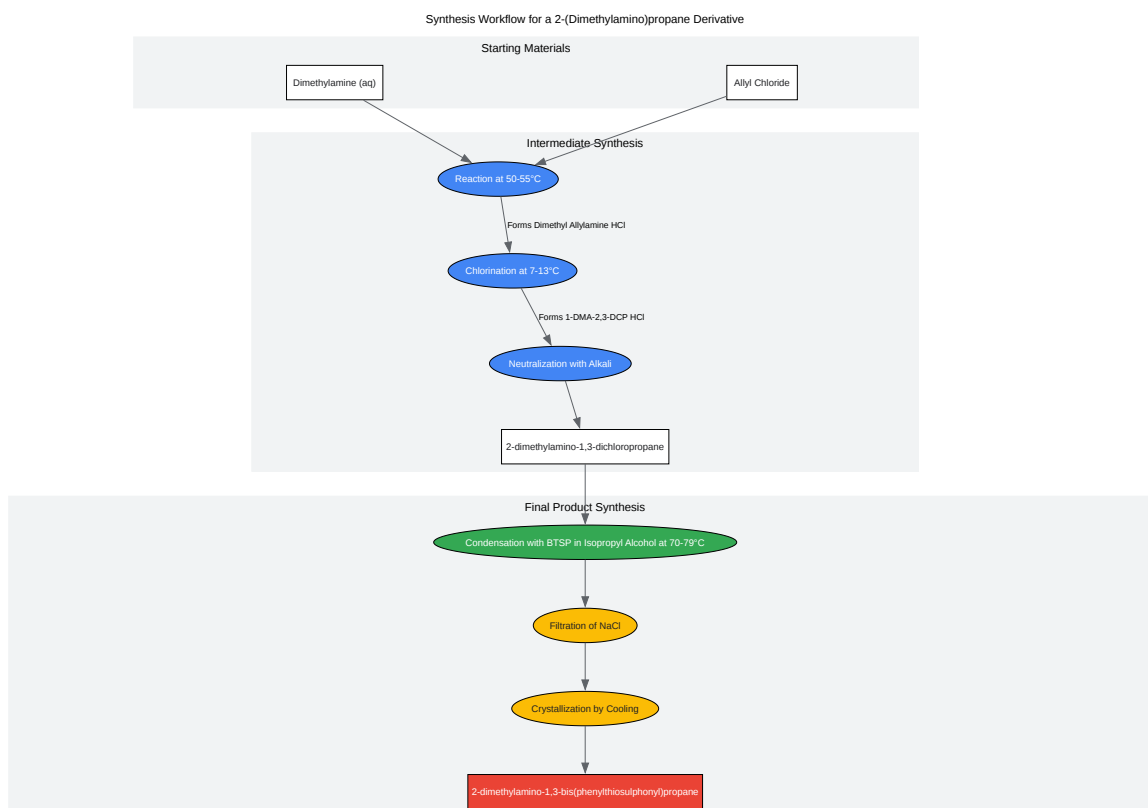 Synthesis Workflow for a 2-(Dimethylamino)propane Derivative
Starting Materials
Dimethylamine (aq)
Allyl Chloride
Intermediate Synthesis
Reaction at 50-55°C
Forms Dimethyl Allylamine HCl
Chlorination at 7-13°C
Forms 1-DMA-2,3-DCP HCl
Neutralization with Alkali
2-dimethylamino-1,3-dichloropropane
Final Product Synthesis
Condensation with BTSP in Isopropyl Alcohol at 70-79°C
Filtration of NaCl
Crystallization by Cooling
2-dimethylamino-1,3-bis(phenylthiosulphonyl)propane